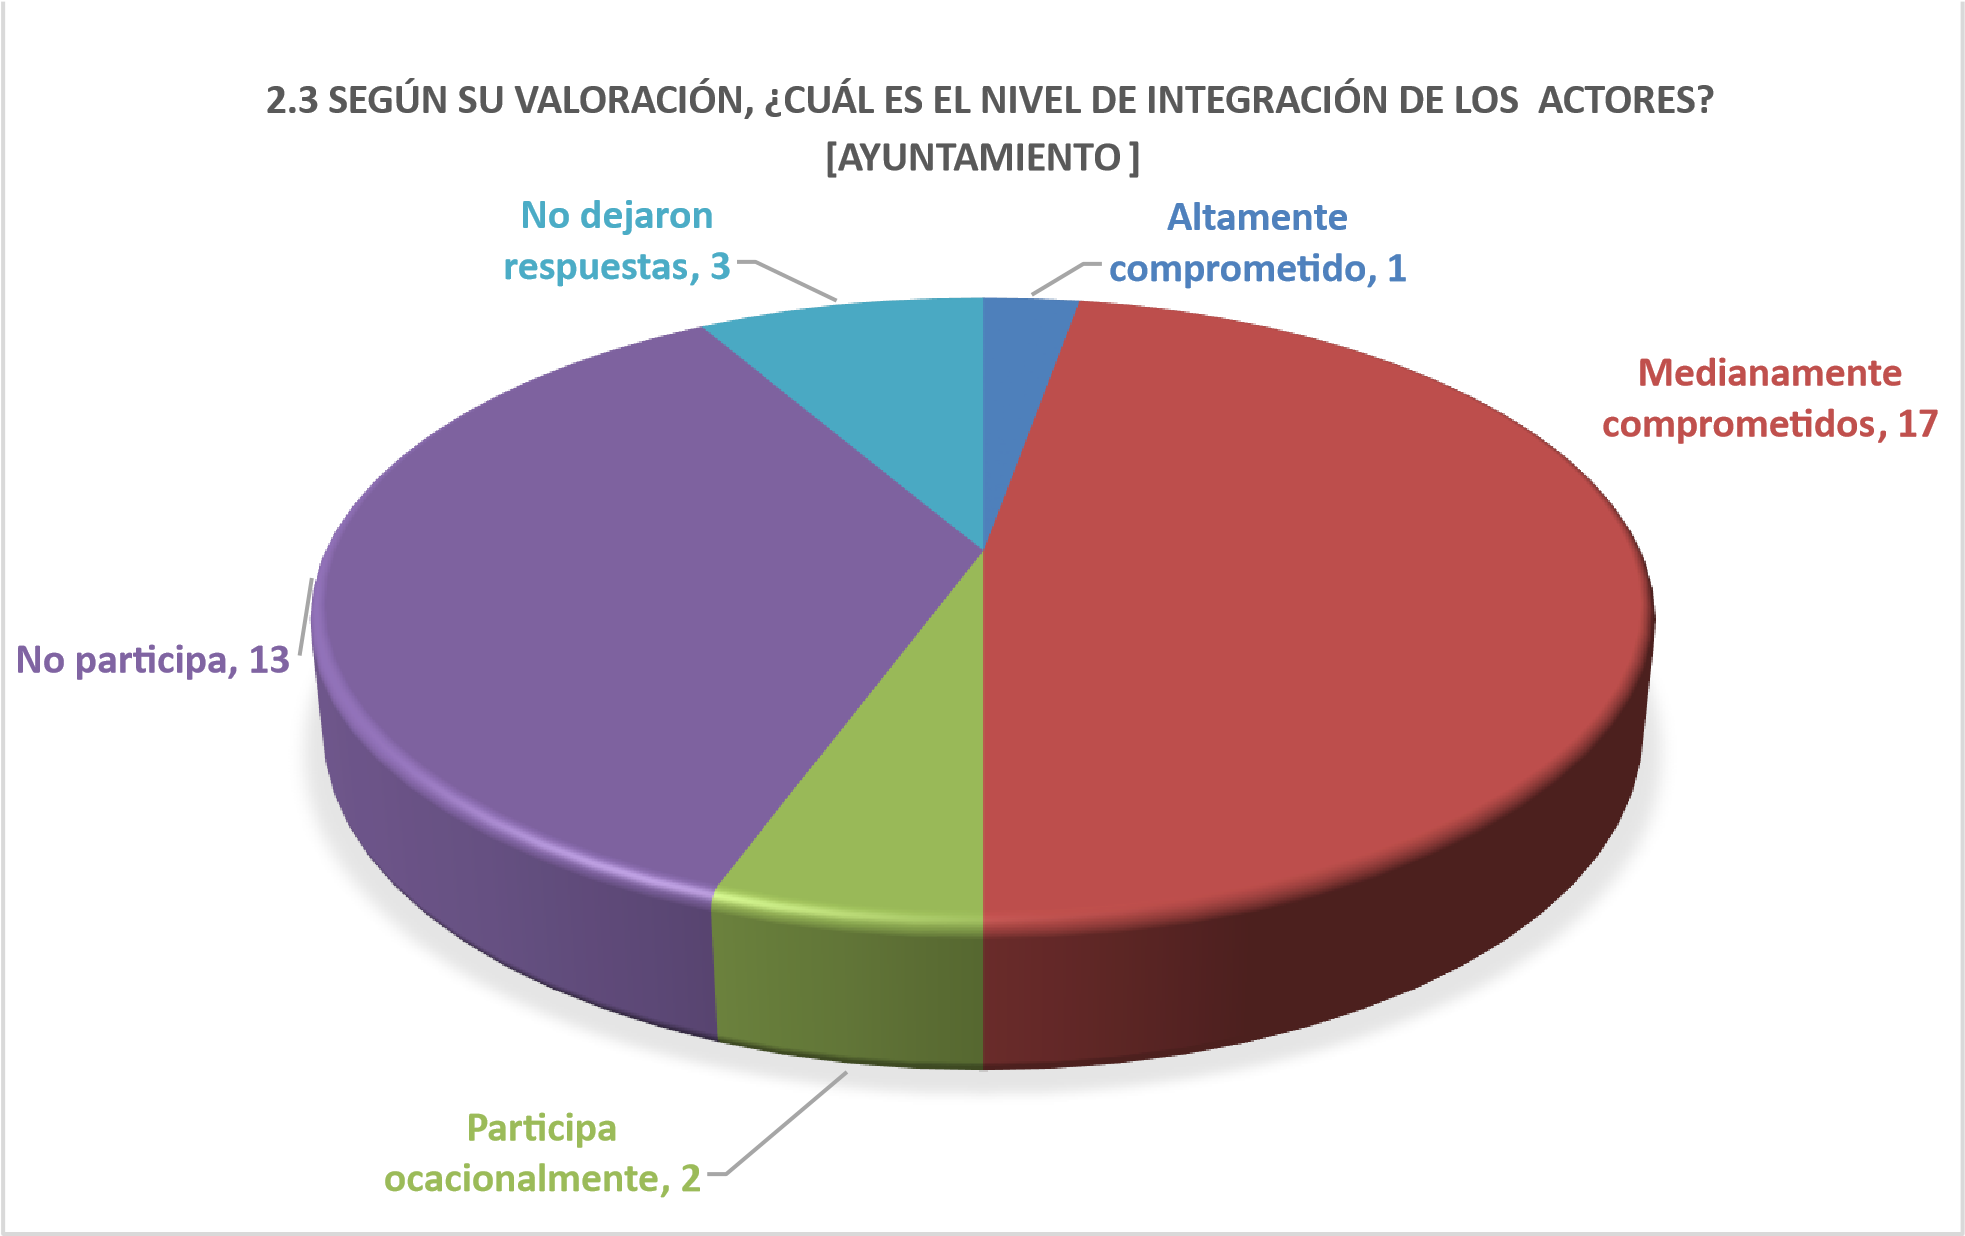 2.3 SEGÚN SU VALORACIÓN, ¿CUÁL ES EL NIVEL DE INTEGRACIÓN DE LOS  ACTORES?
[AYUNTAMIENTO ]
No dejaron
respuestas, 3
Altamente
comprometido, 1
Medianamente
comprometidos, 17
No participa, 13
Participa
ocacionalmente, 2